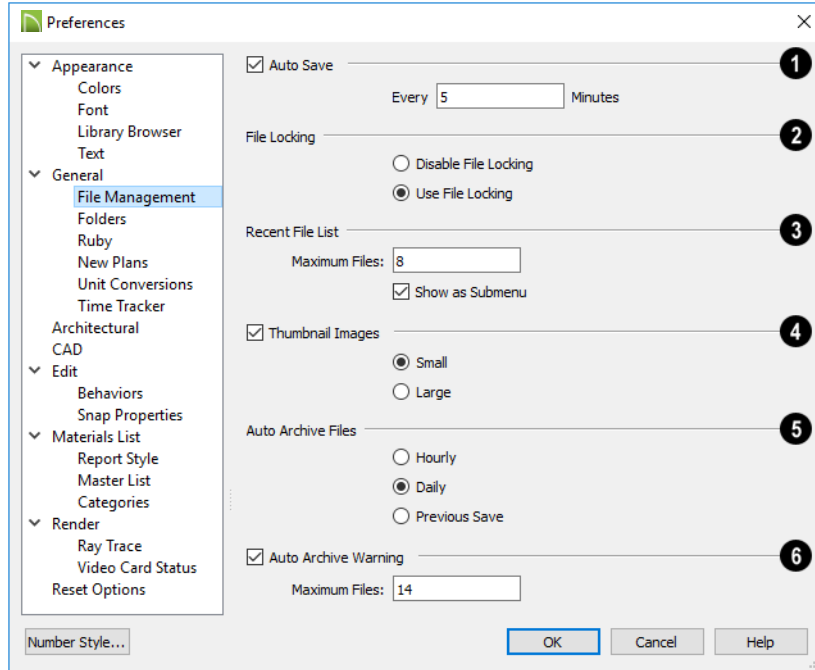 Preferences
Appearance
Colors
Font
Library Browser
Text
General
File Management
Folders
Ruby
New Plans
Unit Conversions
Time Tracker
Architectural
CAD
Edit
Behaviors
Snap Properties
Materials List
Report Style
Master List
Categories
Render
Ray Trace
Video Card Status
Reset Options
Auto Save 1
Every 5 Minutes
File Locking 2
Disable File Locking
Use File Locking
Recent File List 3
Maximum Files: 8
Show as Submenu
Thumbnail Images 4
Small
Large
Auto Archive Files 5
Hourly
Daily
Previous Save
Auto Archive Warning 6
Maximum Files: 14
Number Style... OK Cancel Help